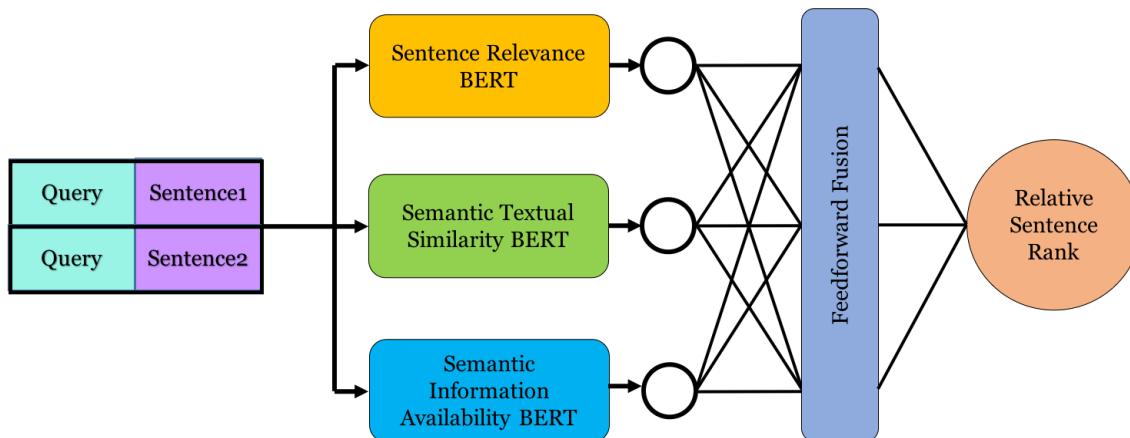 Query
Sentence1
Query
Sentence2
Sentence Relevance
BERT
Semantic Textual
Similarity BERT
Semantic
Information
Availability BERT
Feedforward Fusion
Relative
Sentence
Rank